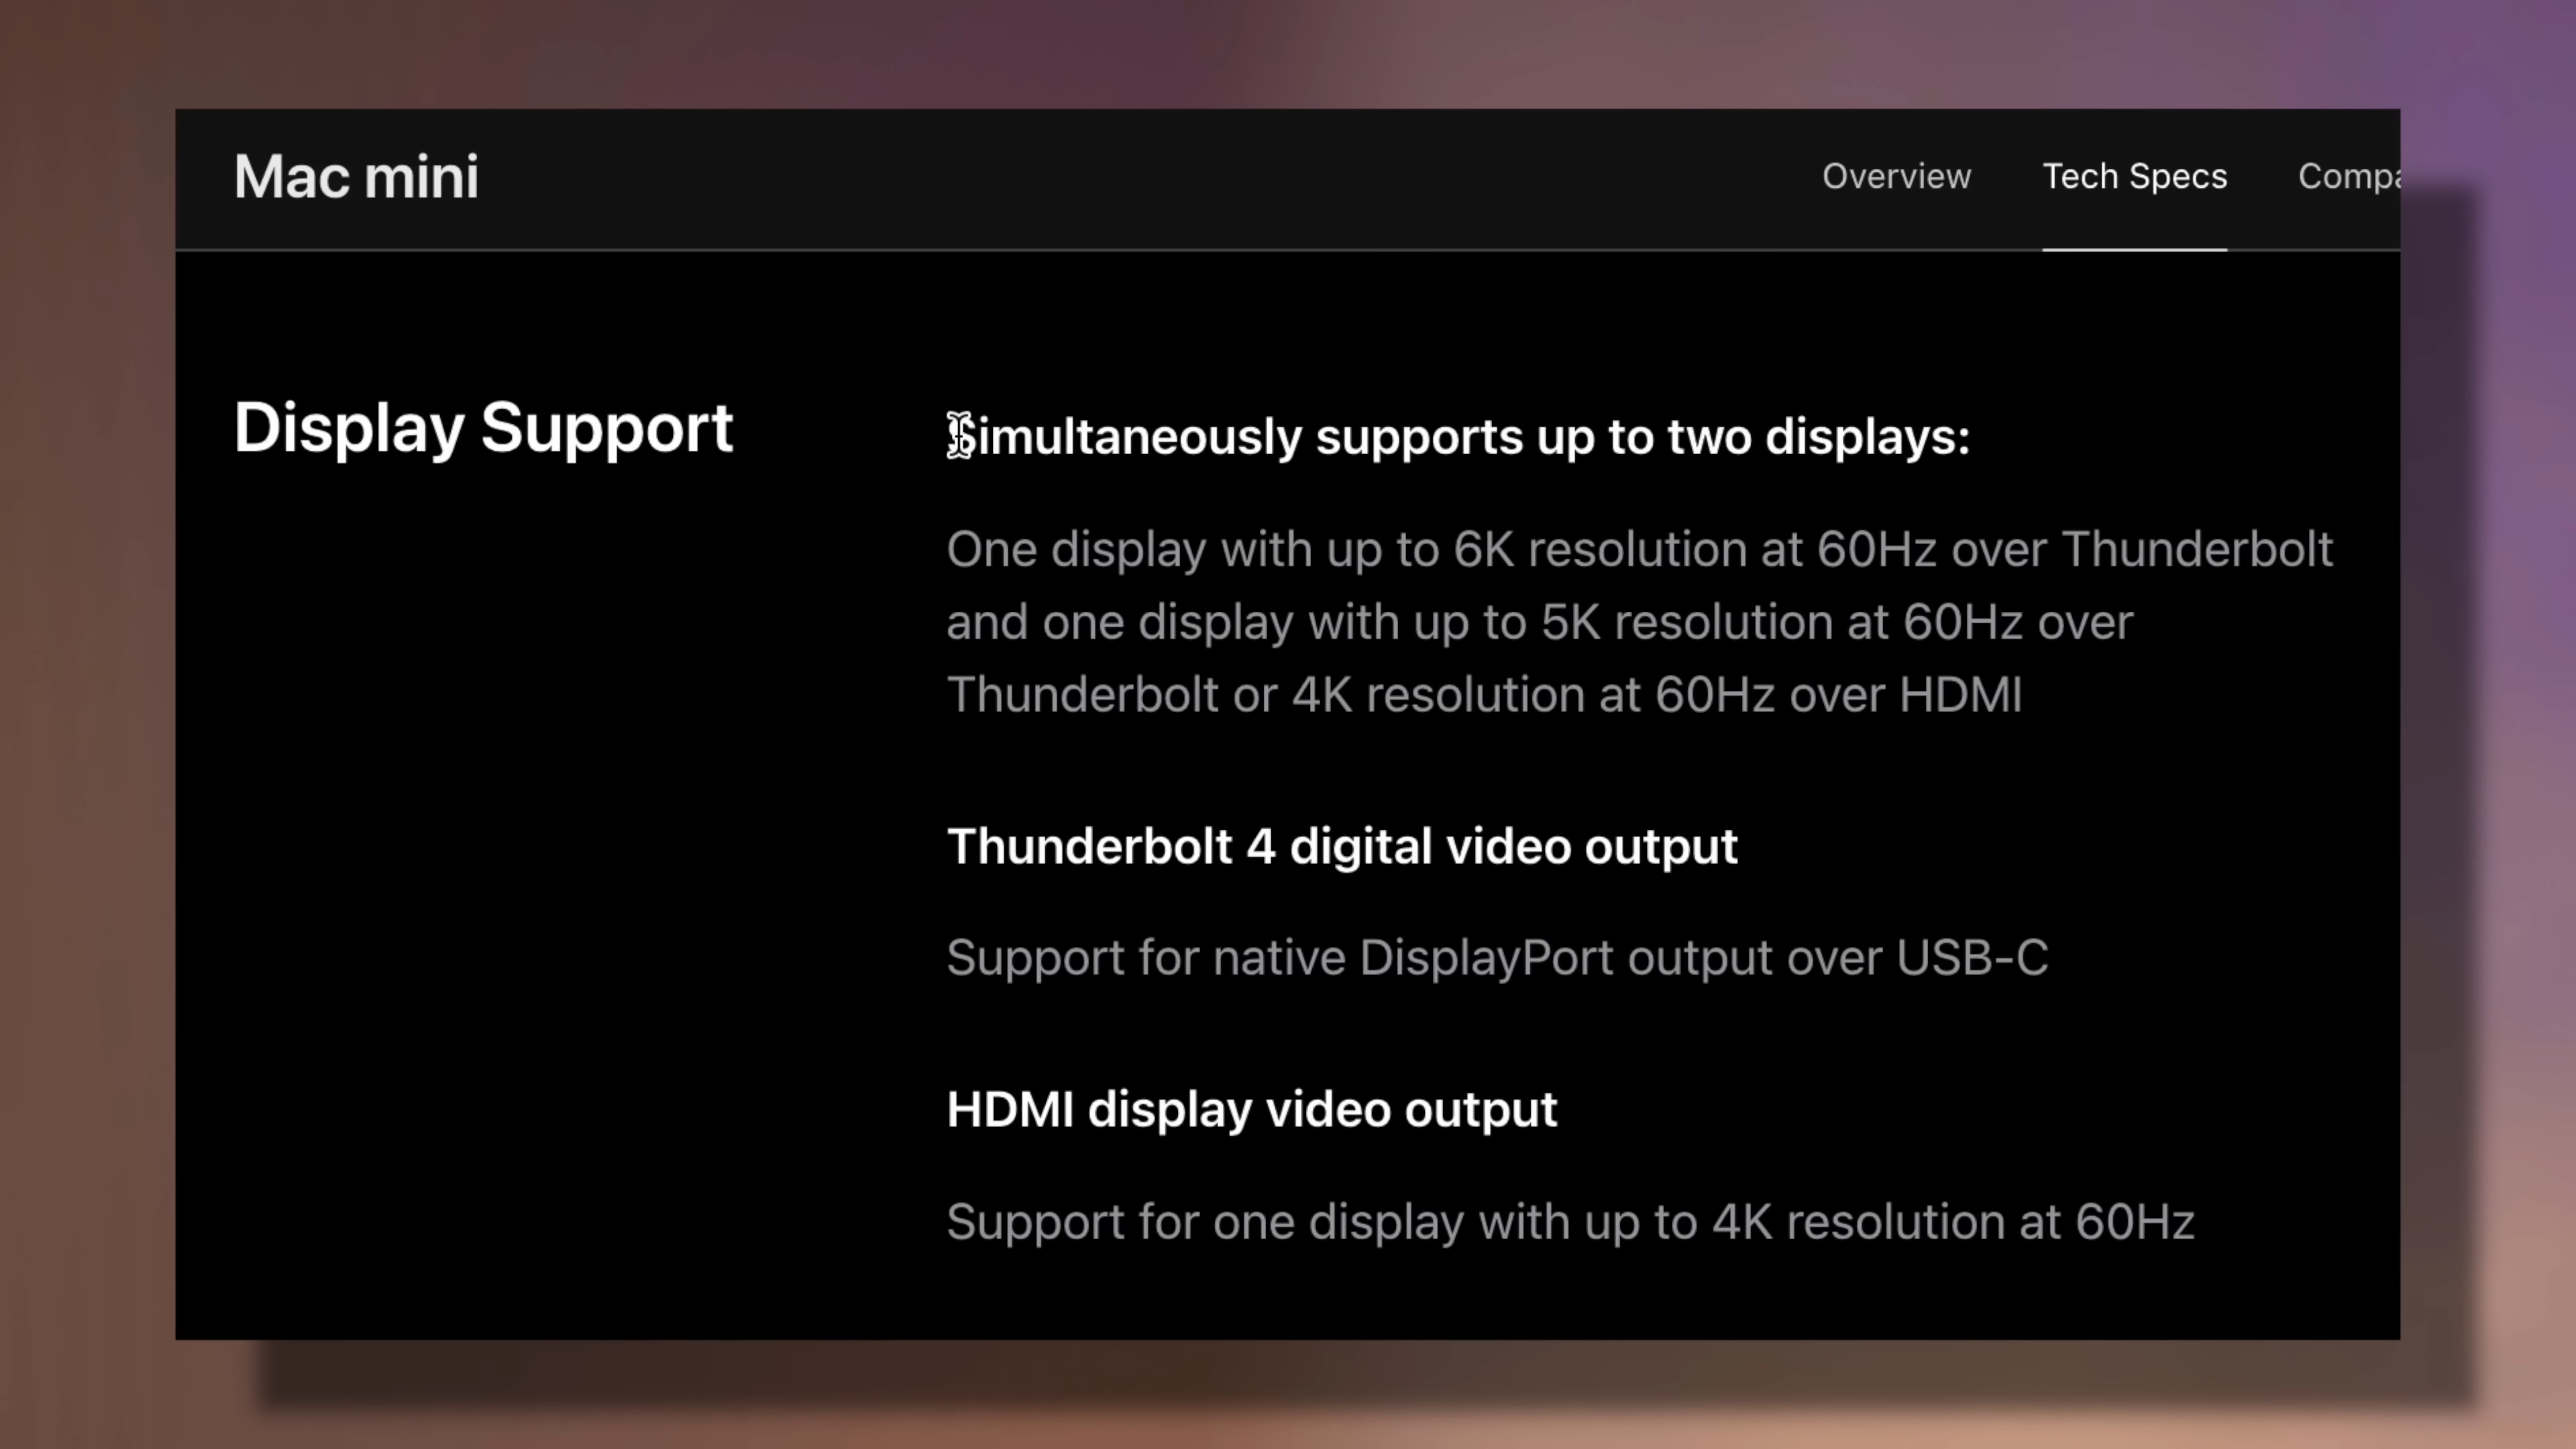 Mac mini
Overview
Tech Specs
Compa
Display Support
Simultaneously supports up to two displays:
One display with up to 6K resolution at 60Hz over Thunderbolt
and one display with up to 5K resolution at 60Hz over
Thunderbolt or 4K resolution at 60Hz over HDMI
Thunderbolt 4 digital video output
Support for native DisplayPort output over USB-C
HDMI display video output
Support for one display with up to 4K resolution at 60Hz